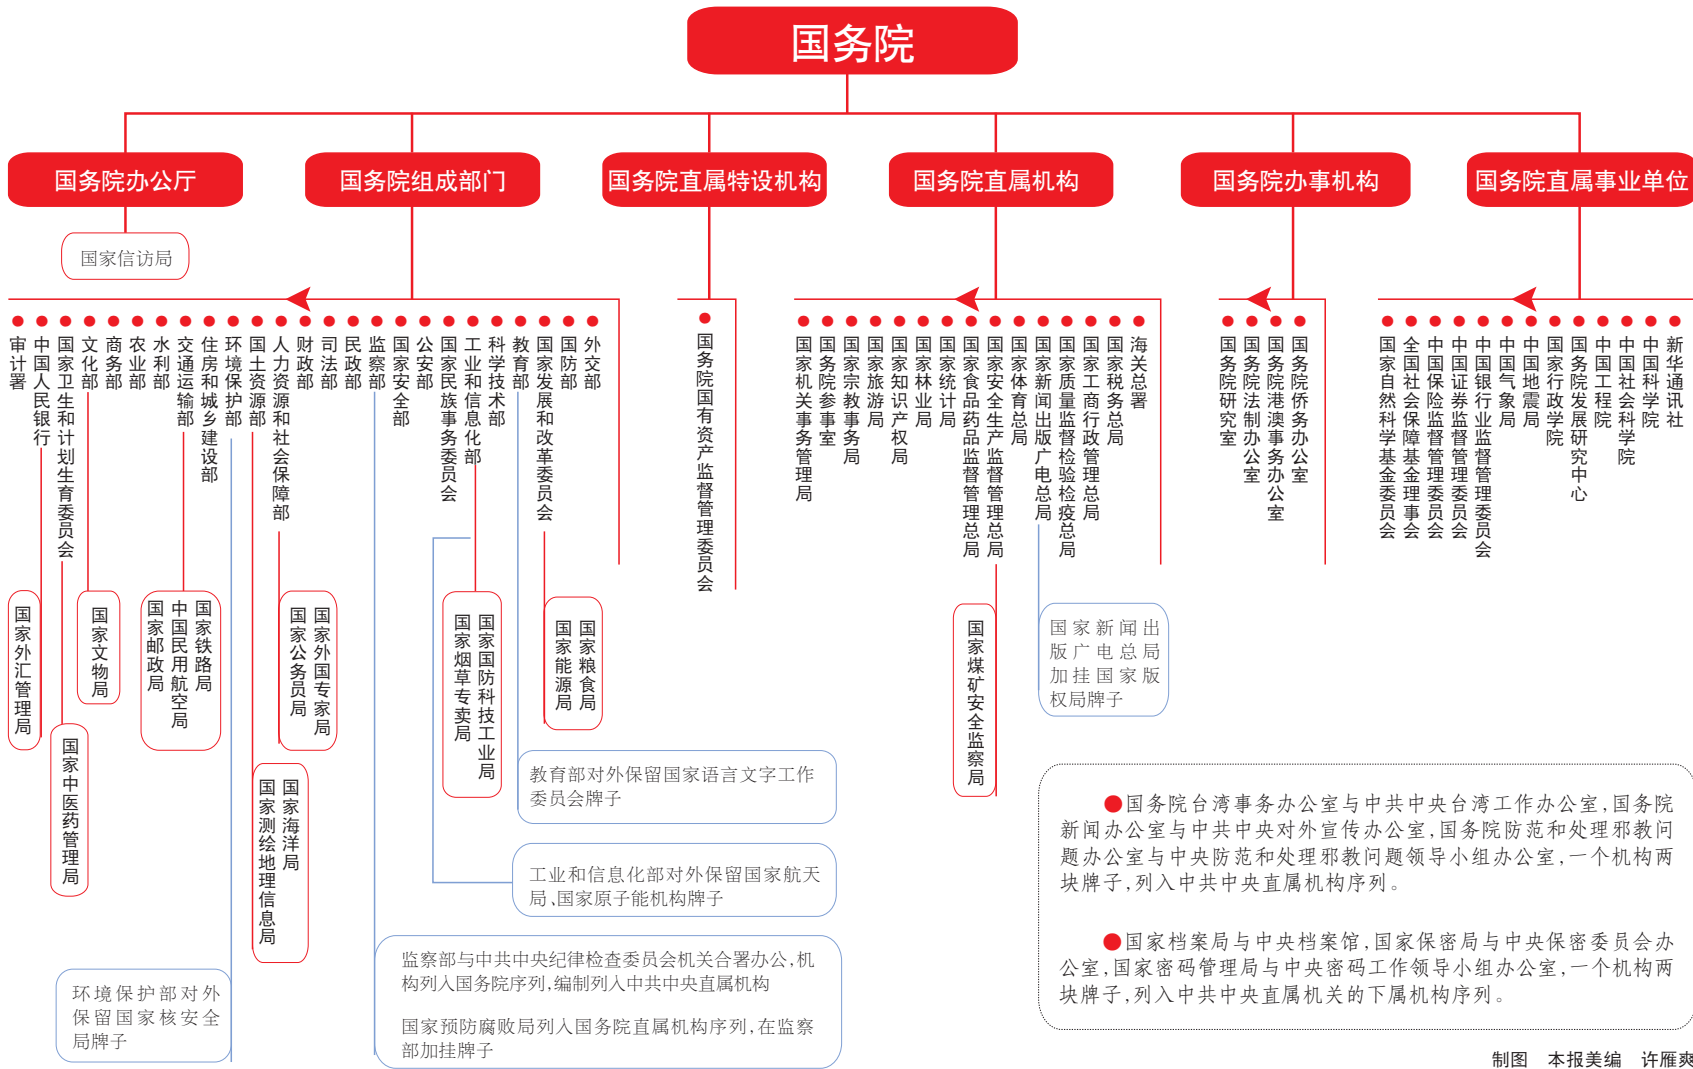 国务院
国务院办公厅
国务院组成部门
国务院直属特设机构
国务院直属机构
国务院办事机构
国务院直属事业单位
国家信访局
审计署
中国人民银行
国家卫生和计划生育委员会
文化部
商务部
农业部
水利部
交通运输部
住房和城乡建设部
环境保护部
国土资源部
人力资源和社会保障部
财政部
司法部
民政部
监察部
国家安全部
公安部
国家民族事务委员会
工业和信息化部
科学技术部
教育部
国家发展和改革委员会
国防部
外交部
国务院国有资产监督管理委员会
国家机关事务管理局
国务院参事室
国家宗教事务局
国家旅游局
国家知识产权局
国家林业局
国家统计局
国家食品药品监督管理总局
国家安全生产监督管理总局
国家体育总局
国家新闻出版广电总局
国家质量监督检验检疫总局
国家工商行政管理总局
国家税务总局
海关总署
国务院研究室
国务院法制办公室
国务院港澳事务办公室
国务院侨务办公室
国家自然科学基金委员会
全国社会保障基金理事会
中国保险监督管理委员会
中国证券监督管理委员会
中国银行业监督管理委员会
中国气象局
中国地震局
国家行政学院
国务院发展研究中心
中国工程院
中国社会科学院
中国科学院
新华通讯社
国家外汇管理局
国家中医药管理局
国家文物局
国家邮政局
中国民用航空局
国家铁路局
国家测绘地理信息局
国家海洋局
国家公务员局
国家外国专家局
国家烟草专卖局
国家国防科技工业局
国家能源局
国家粮食局
国家煤矿安全监察局
国家新闻出
版广电总局
加挂国家版
权局牌子
教育部对外保留国家语言文字工作
委员会牌子
工业和信息化部对外保留国家航天
局、国家原子能机构牌子
监察部与中共中央纪律检查委员会机关合署办公,机
构列入国务院序列,编制列入中共中央直属机构
国家预防腐败局列入国务院直属机构序列,在监察
部加挂牌子
环境保护部对外
保留国家核安全
局牌子
●国务院台湾事务办公室与中共中央台湾工作办公室,国务院
新闻办公室与中共中央对外宣传办公室,国务院防范和处理邪教问
题办公室与中央防范和处理邪教问题领导小组办公室,一个机构两
块牌子,列入中共中央直属机构序列。
●国家档案局与中央档案馆,国家保密局与中央保密委员会办
公室,国家密码管理局与中央密码工作领导小组办公室,一个机构两
块牌子,列入中共中央直属机关的下属机构序列。
制图 本报美编 许雁爽